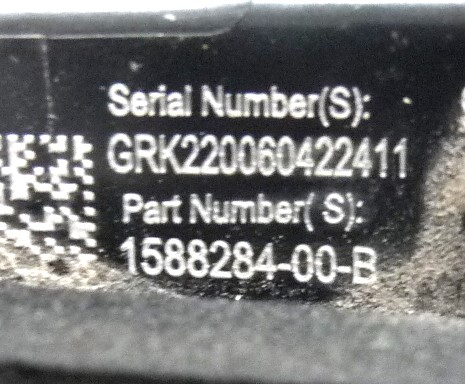 Serial Number(S):
GRK220060422411
Part Number( S):
1588284-00-B